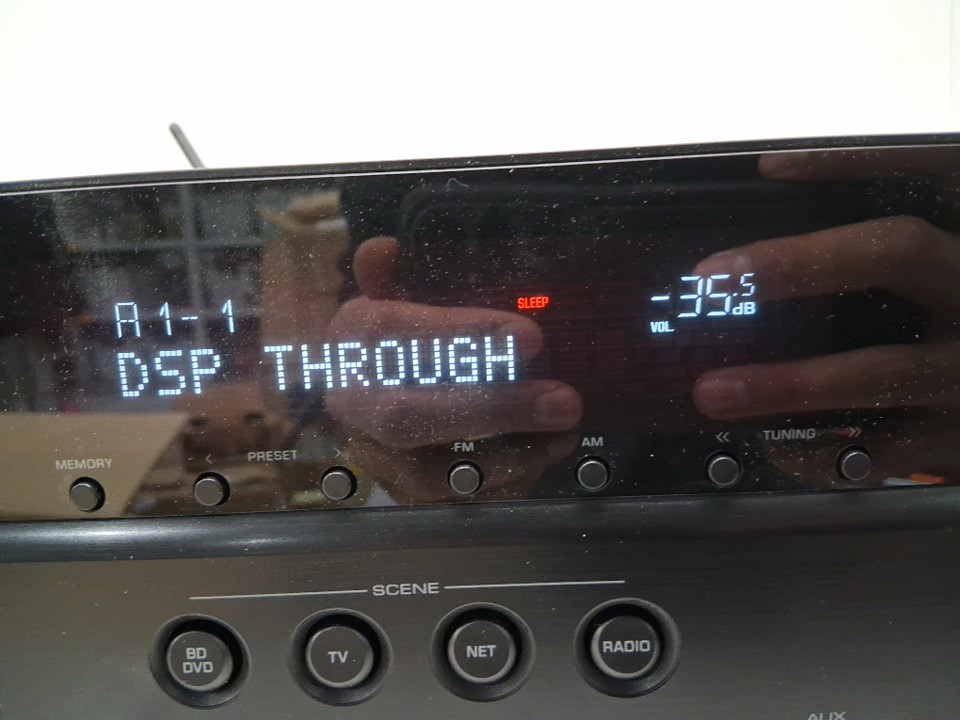 A1-1
SLEEP
-35.5 dB
VOL.
DSP THROUGH
MEMORY
< PRESET >
FM
AM
<< TUNING >>
SCENE
BD DVD
TV
NET
RADIO
AUX